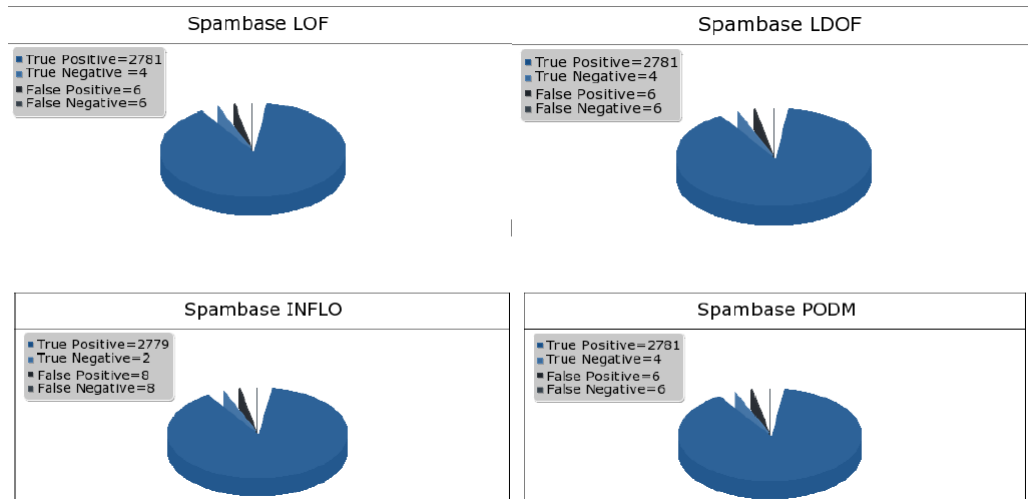 Spambase LOF
True Positive=2781
True Negative =4
False Positive=6
False Negative=6
Spambase LDOF
True Positive=2781
True Negative=4
False Positive=6
False Negative=6
Spambase INFLO
True Positive=2779
True Negative=2
False Positive=8
False Negative=8
Spambase PODM
True Positive=2781
True Negative=4
False Positive=6
False Negative=6